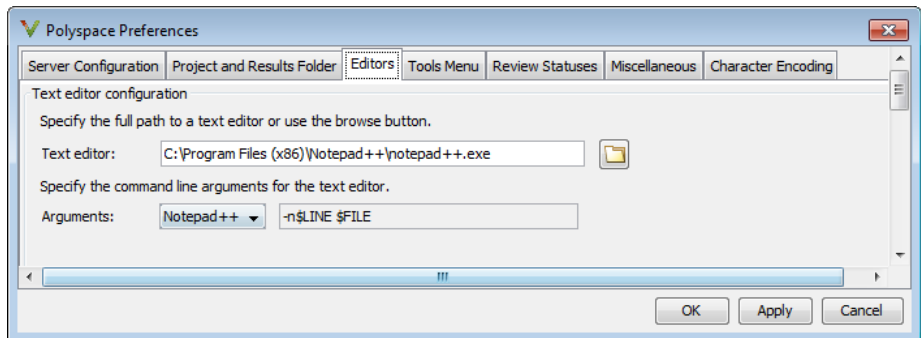 Polyspace Preferences
Server Configuration Project and Results Folder Editors Tools Menu Review Statuses Miscellaneous Character Encoding
Text editor configuration
Specify the full path to a text editor or use the browse button.
Text editor: C:\Program Files (x86)\Notepad++\notepad++.exe
Specify the command line arguments for the text editor.
Arguments: Notepad++ -n$LINE $FILE
OK Apply Cancel